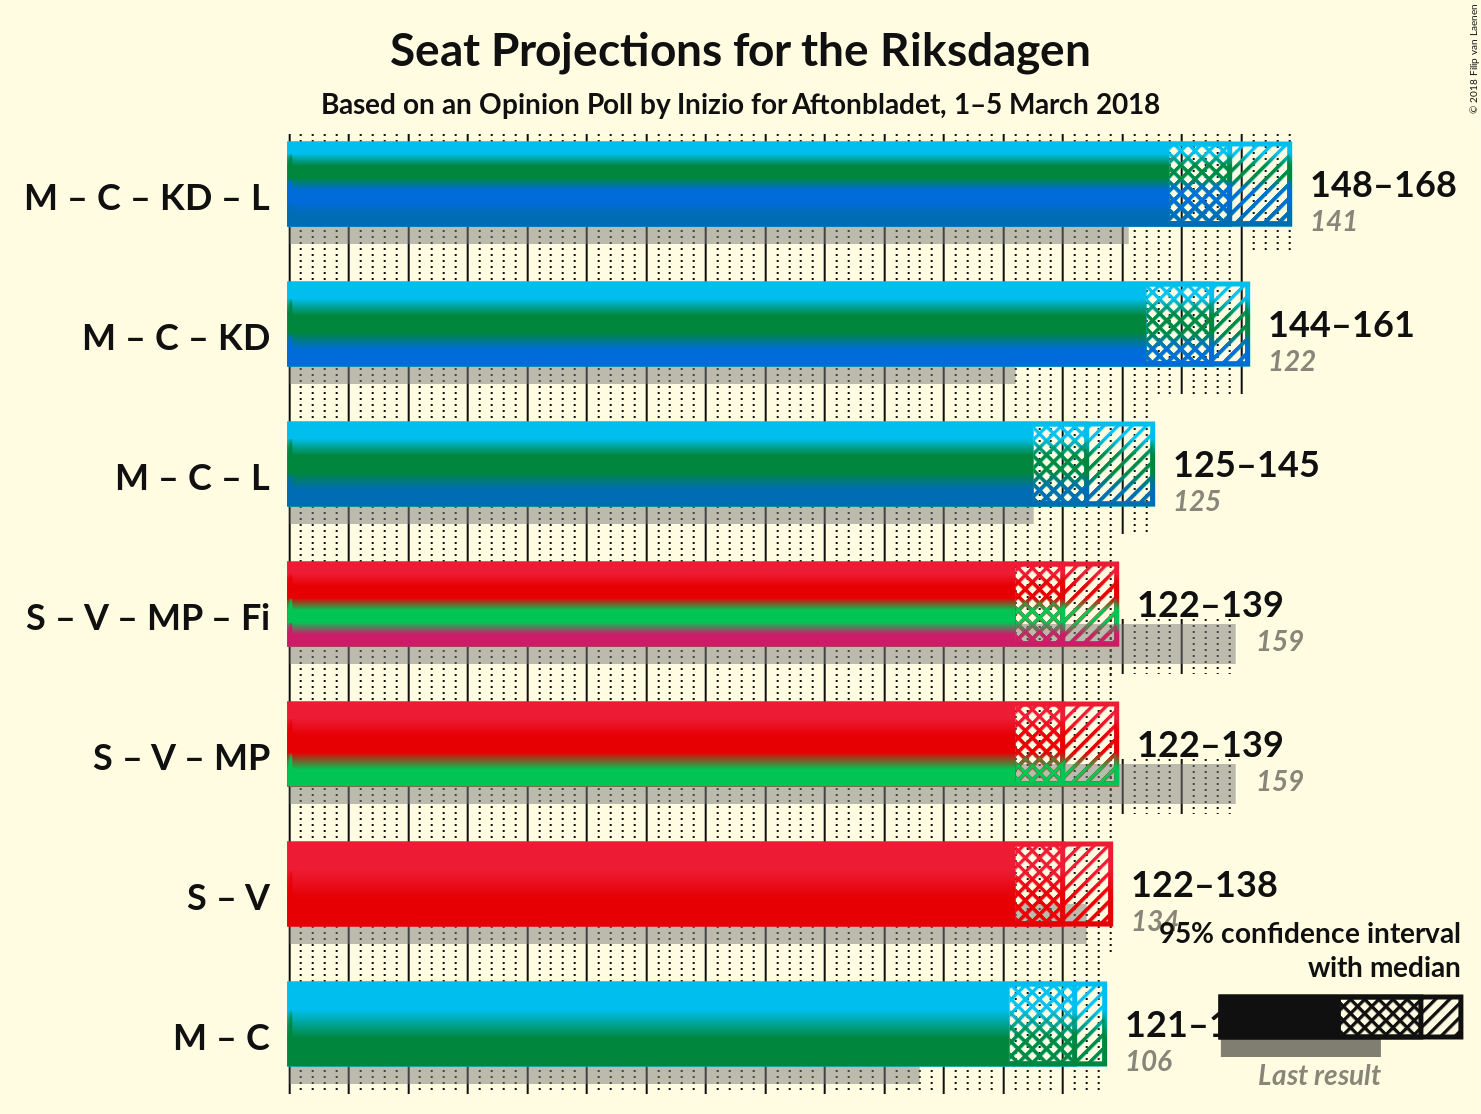 © 2018 Filip van Laenen
Seat Projections for the Riksdagen
Based on an Opinion Poll by Inizio for Aftonbladet, 1–5 March 2018
M – C – KD – L
148–168
141
M – C – KD
144–161
122
M – C – L
125–145
125
S – V – MP – Fi
122–139
159
S – V – MP
122–139
159
S – V
122–138
134
95% confidence interval
with median
M – C
121–
106
Last result